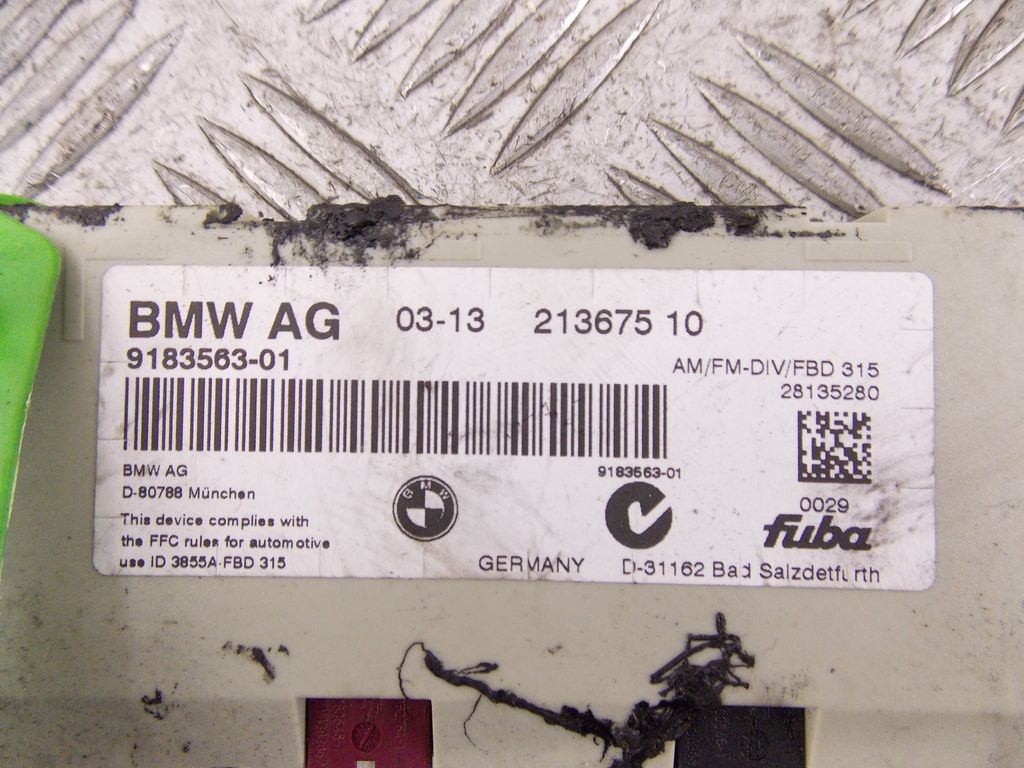 BMW AG 03-13 213675 10
9183563-01
AM/FM-DIV/FBD 315
28135280
9183563-01
BMW AG
D-80788 München
BMW
0029
This device complies with
the FFC rules for automotive
use ID 3855A-FBD 315
fuba
GERMANY D-31162 Bad Salzdetfurth